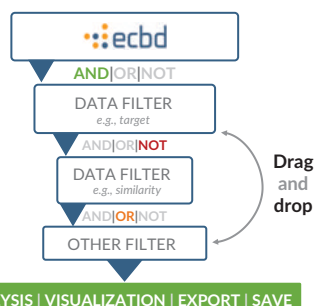 ecbd
AND|OR|NOT
DATA FILTER
e.g., target
AND|OR|NOT
DATA FILTER
e.g., similarity
AND|OR|NOT
OTHER FILTER
Drag
and
drop
YSIS | VISUALIZATION | EXPORT | SAVE